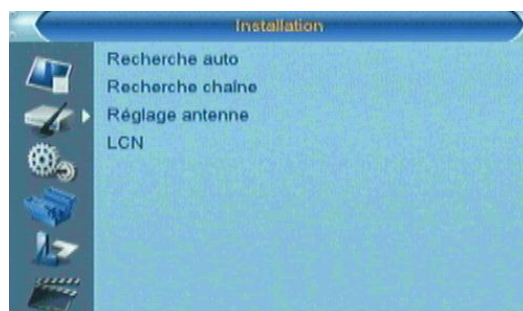 Installation
Recherche auto
Recherche chaîne
Réglage antenne
LCN